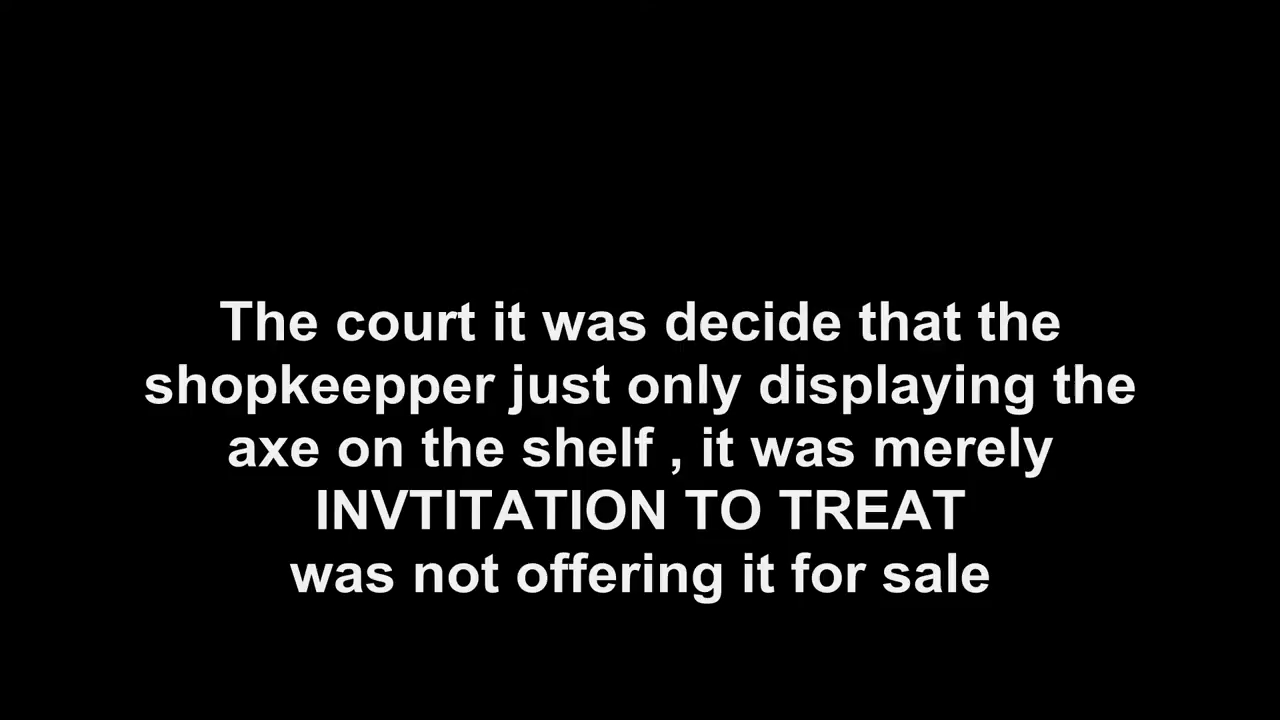 The court it was decide that the
shopkeepper just only displaying the
axe on the shelf , it was merely
INVTITATION TO TREAT
was not offering it for sale